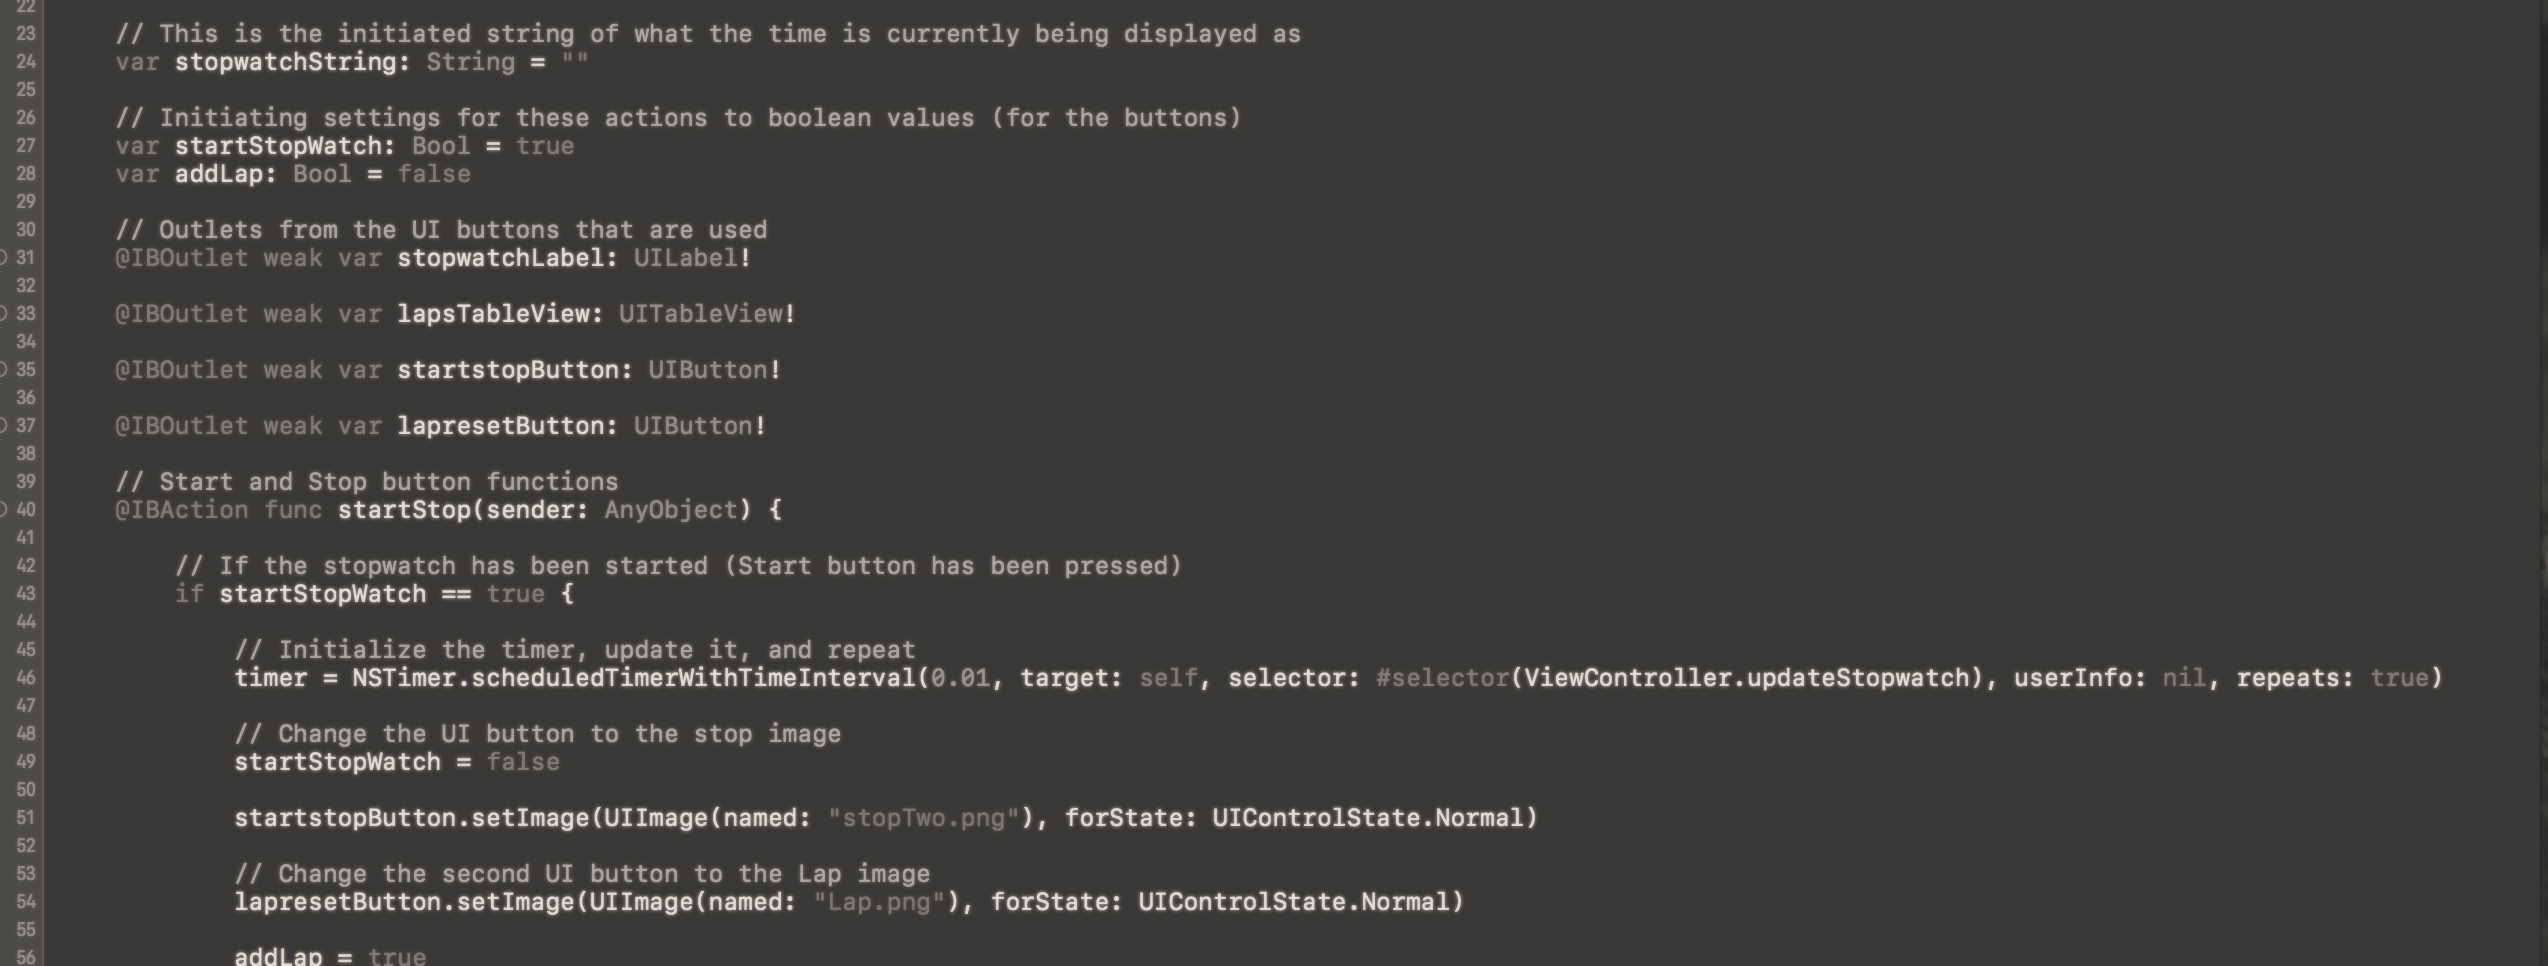 22
23 // This is the initiated string of what the time is currently being displayed as
24 var stopwatchString: String = ""
25
26 // Initiating settings for these actions to boolean values (for the buttons)
27 var startStopWatch: Bool = true
28 var addLap: Bool = false
29
30 // Outlets from the UI buttons that are used
31 @IBOutlet weak var stopwatchLabel: UILabel!
32
33 @IBOutlet weak var lapsTableView: UITableView!
34
35 @IBOutlet weak var startstopButton: UIButton!
36
37 @IBOutlet weak var lapresetButton: UIButton!
38
39 // Start and Stop button functions
40 @IBAction func startStop(sender: AnyObject) {
41
42 // If the stopwatch has been started (Start button has been pressed)
43 if startStopWatch == true {
44
45 // Initialize the timer, update it, and repeat
46 timer = NSTimer.scheduledTimerWithTimeInterval(0.01, target: self, selector: #selector(ViewController.updateStopwatch), userInfo: nil, repeats: true)
47
48 // Change the UI button to the stop image
49 startStopWatch = false
50
51 startstopButton.setImage(UIImage(named: "stopTwo.png"), forState: UIControlState.Normal)
52
53 // Change the second UI button to the Lap image
54 lapresetButton.setImage(UIImage(named: "Lap.png"), forState: UIControlState.Normal)
55
56 addLap = true